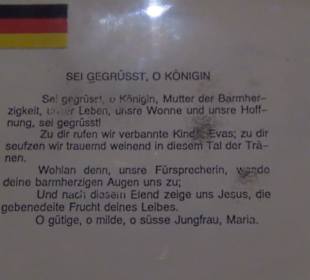 SEI GEGRÜSST, O KÖNIGIN
Sei gegrüsst, o Königin, Mutter der Barmher-
zigkeit, unser Leben, unsre Wonne und unsre Hoff-
nung, sei gegrüsst!
Zu dir rufen wir verbannte Kinder Evas; zu dir
seufzen wir trauernd weinend in diesem Tal der Trä-
nen.
Wohlan denn, unsre Fürsprecherin, wende
deine barmherzigen Augen uns zu;
Und nach diesem Elend zeige uns Jesus, die
gebenedeite Frucht deines Leibes.
O gütige, o milde, o süsse Jungfrau, Maria.